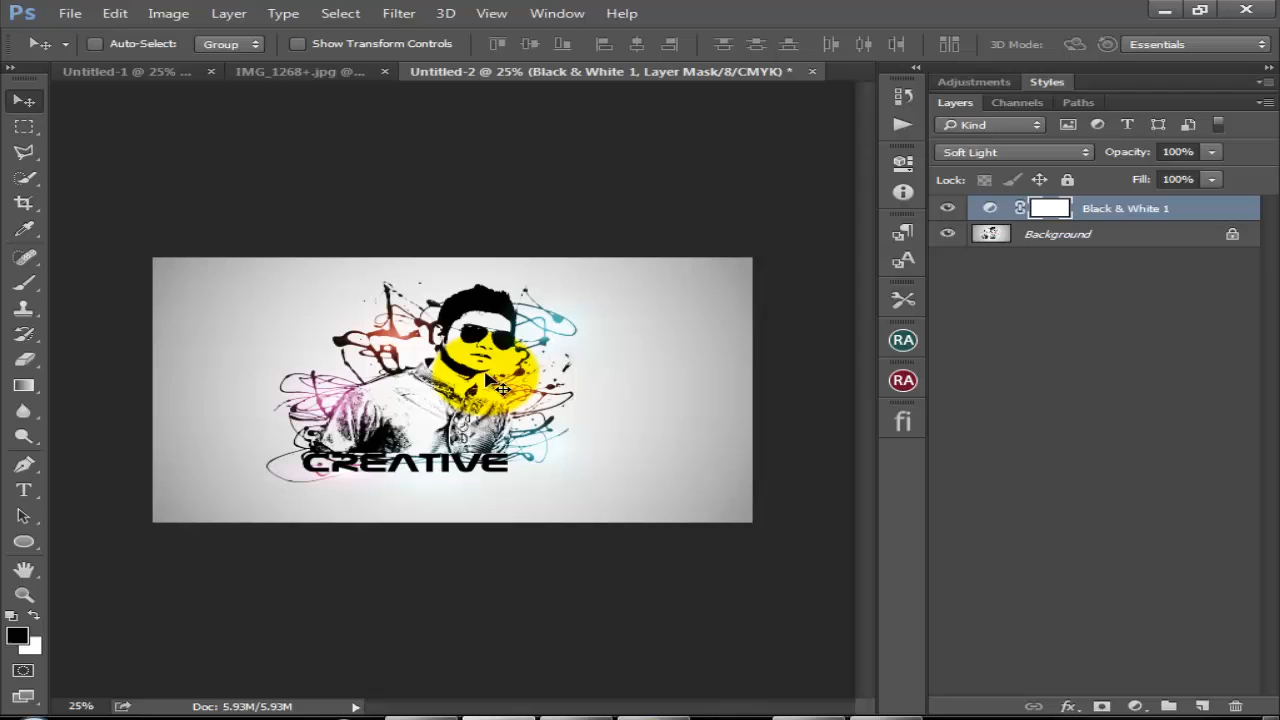 Ps File Edit Image Layer Type Select Filter 3D View Window Help
Auto-Select: Group Show Transform Controls 3D Mode: Essentials
Untitled-1 @ 25% ... × IMG_1268+.jpg @... × Untitled-2 @ 25% (Black & White 1, Layer Mask/8/CMYK) * ×
Adjustments Styles
Layers Channels Paths
Kind
Soft Light Opacity: 100%
Lock: Fill: 100%
Black & White 1
Background
RA
RA
fi
CREATIVE
25% Doc: 5.93M/5.93M